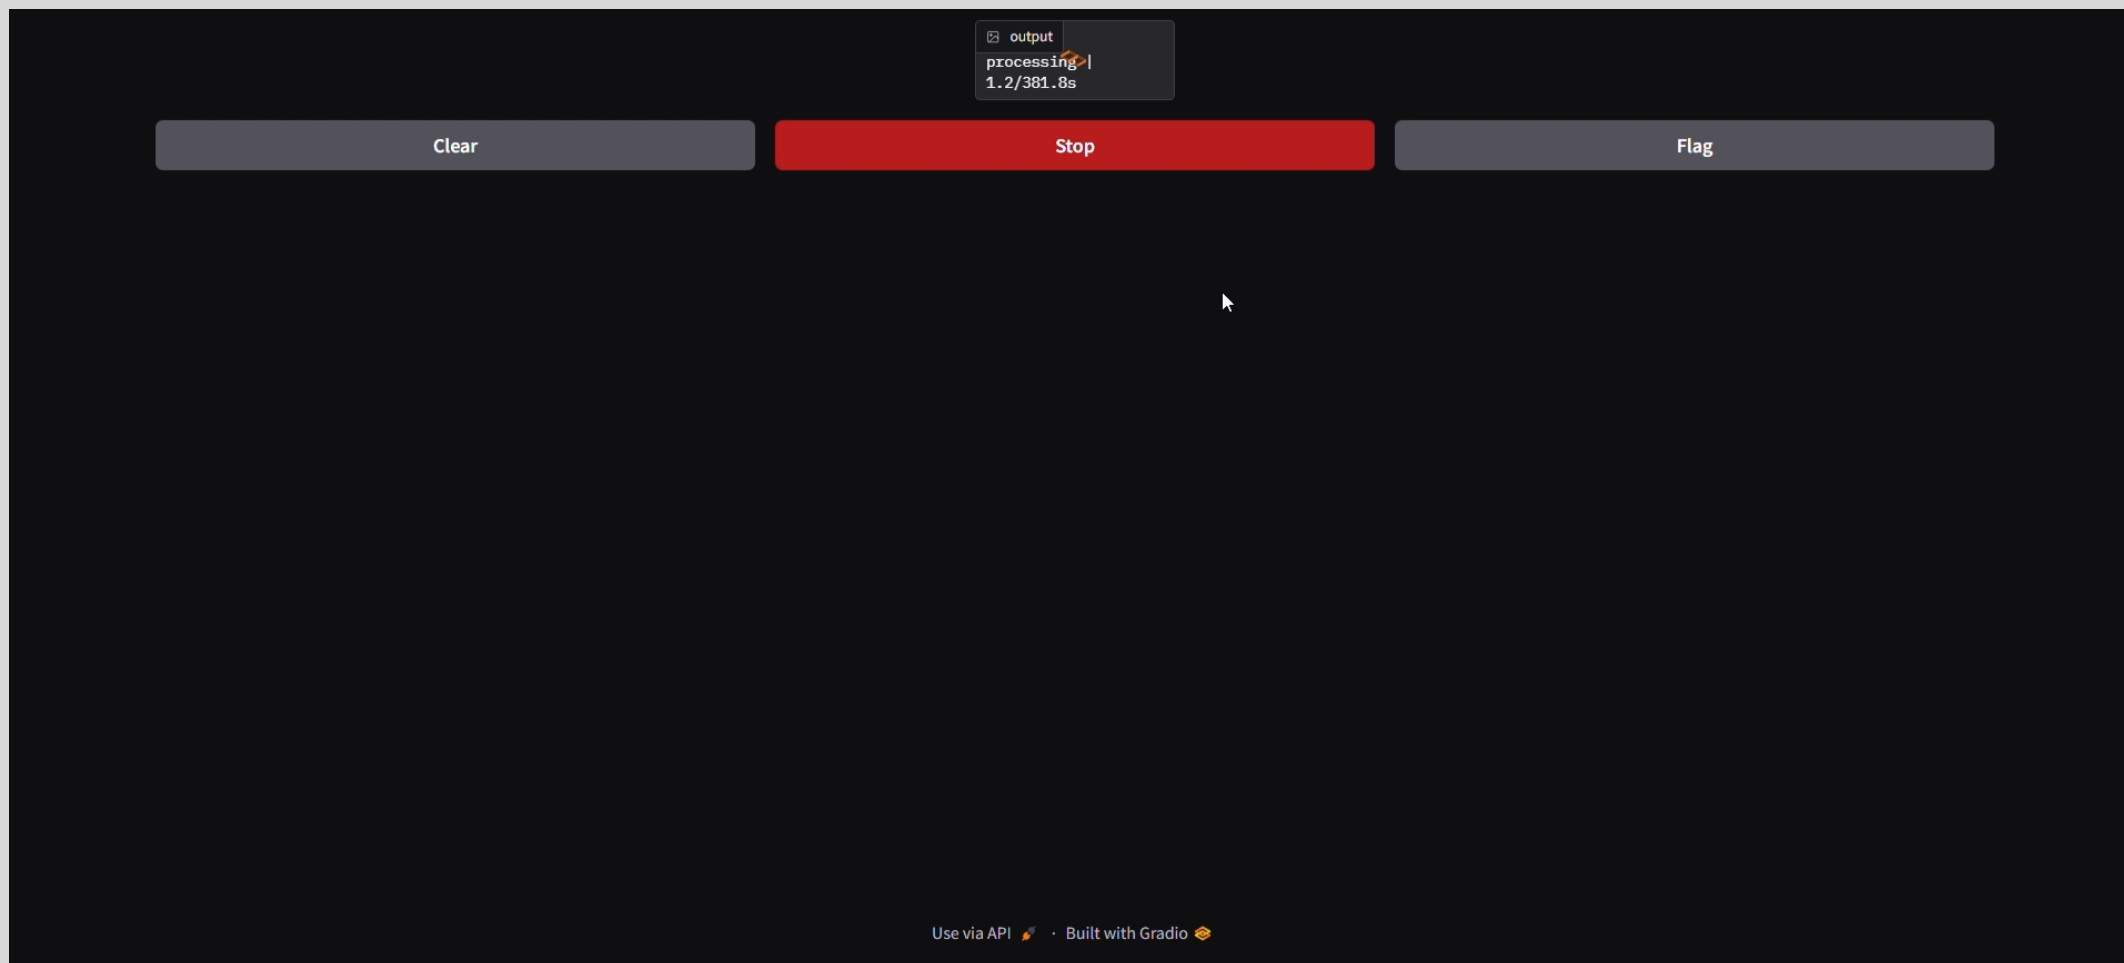 output
processing |
1.2/381.8s
Clear
Stop
Flag
Use via API · Built with Gradio